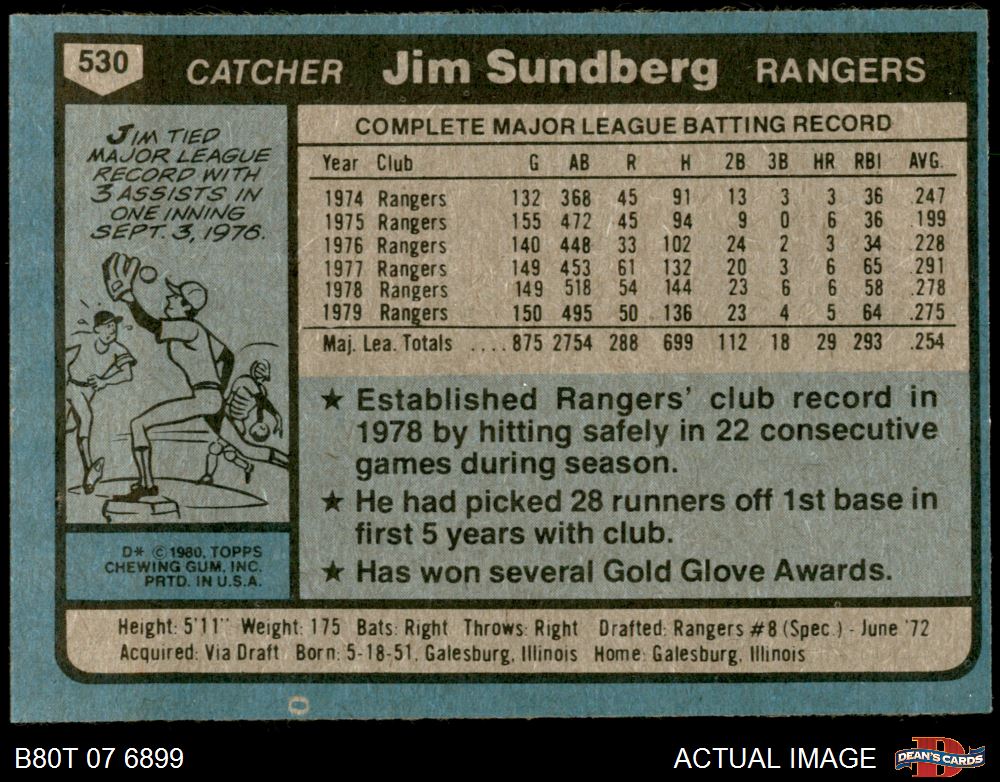 530 CATCHER Jim Sundberg RANGERS
JIM TIED
MAJOR LEAGUE
RECORD WITH
3 ASSISTS IN
ONE INNING
SEPT. 3, 1976.
D* © 1980, TOPPS
CHEWING GUM, INC.
PRTD. IN U.S.A.
COMPLETE MAJOR LEAGUE BATTING RECORD
Year Club G AB R H 2B 3B HR RBI AVG.
1974 Rangers 132 368 45 91 13 3 3 36 .247
1975 Rangers 155 472 45 94 9 0 6 36 .199
1976 Rangers 140 448 33 102 24 2 3 34 .228
1977 Rangers 149 453 61 132 20 3 6 65 .291
1978 Rangers 149 518 54 144 23 6 6 58 .278
1979 Rangers 150 495 50 136 23 4 5 64 .275
Maj. Lea. Totals ....875 2754 288 699 112 18 29 293 .254
★ Established Rangers' club record in
1978 by hitting safely in 22 consecutive
games during season.
★ He had picked 28 runners off 1st base in
first 5 years with club.
★ Has won several Gold Glove Awards.
Height: 5'11" Weight: 175 Bats: Right Throws: Right Drafted: Rangers #8 (Spec.) - June '72
Acquired: Via Draft Born: 5-18-51, Galesburg, Illinois Home: Galesburg, Illinois
O
B80T 07 6899 ACTUAL IMAGE D DEAN'S CARDS